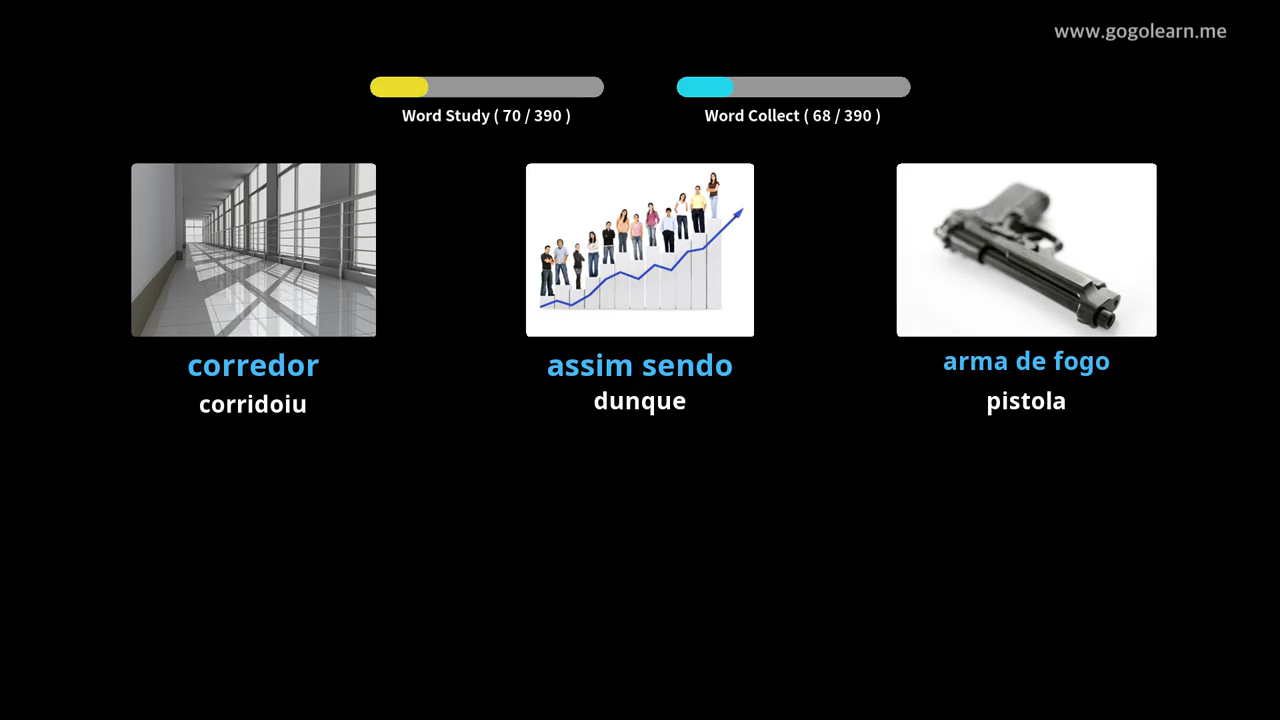 www.gogolearn.me
Word Study ( 70 / 390 )
Word Collect ( 68 / 390 )
corredor
corridoiu
assim sendo
dunque
arma de fogo
pistola